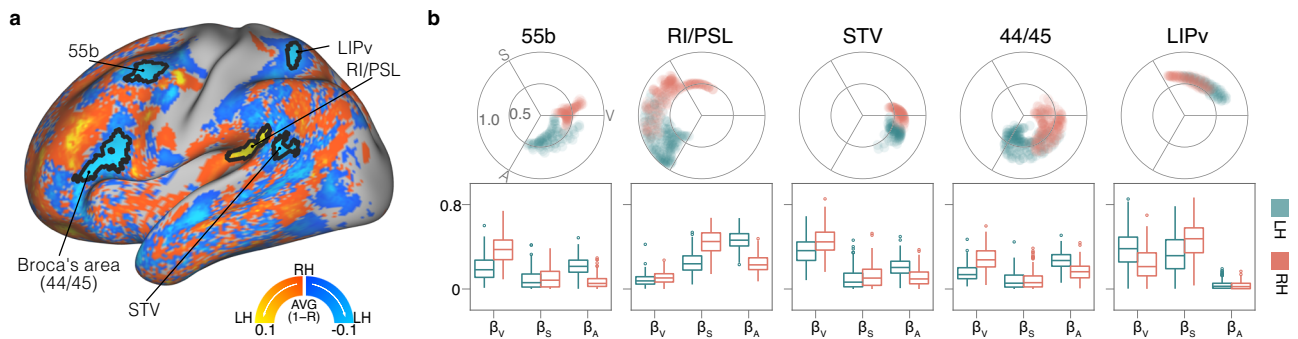 a
55b
LIPv
RI/PSL
Broca's area
(44/45)
STV
RH
AVG
(1-R)
LH
LH
0.1
-0.1
b
55b
RI/PSL
STV
44/45
LIPv
S
V
A
1.0
0.5
0.8
0
βV βS βA
βV βS βA
βV βS βA
βV βS βA
βV βS βA
LH
RH